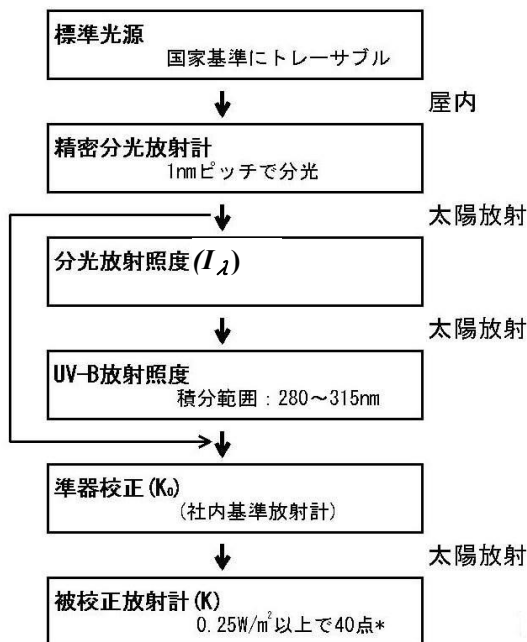 標準光源
国家基準にトレーサブル
屋内
精密分光放射計
1nmピッチで分光
太陽放射
分光放射照度(Iλ)
太陽放射
UV-B放射照度
積分範囲：280～315nm
準器校正(K₀)
(社内基準放射計)
太陽放射
被校正放射計(K)
0.25W/m²以上で40点*